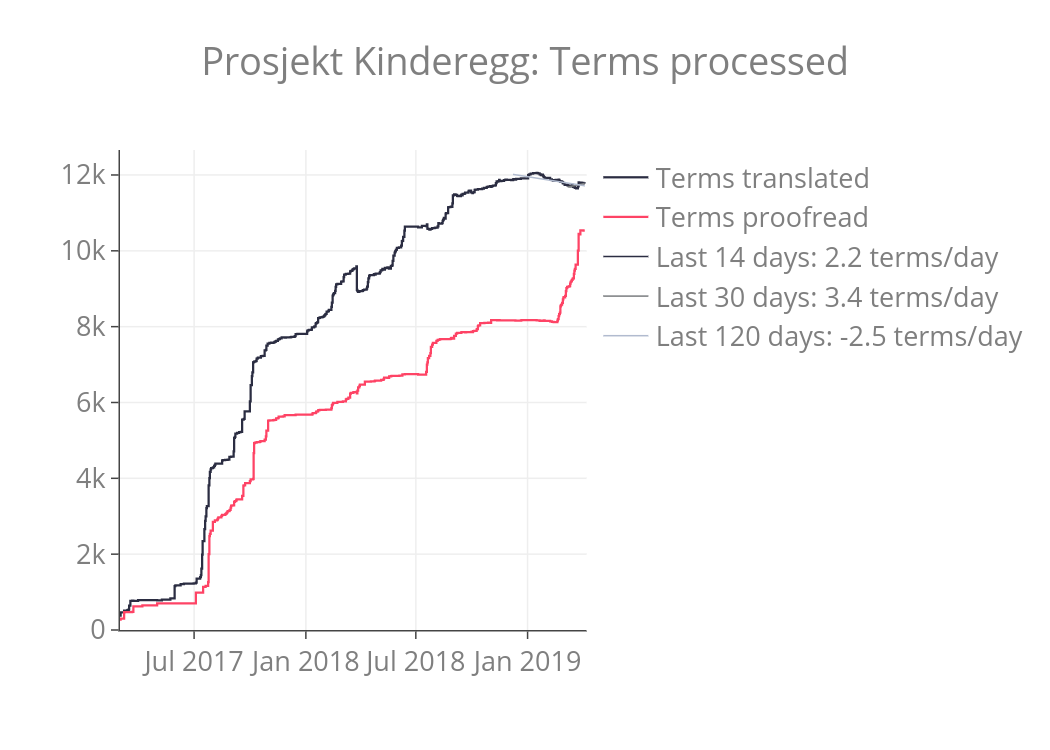 Prosjekt Kinderegg: Terms processed
12k
10k
8k
6k
4k
2k
0
Jul 2017 Jan 2018 Jul 2018 Jan 2019
Terms translated
Terms proofread
Last 14 days: 2.2 terms/day
Last 30 days: 3.4 terms/day
Last 120 days: -2.5 terms/day